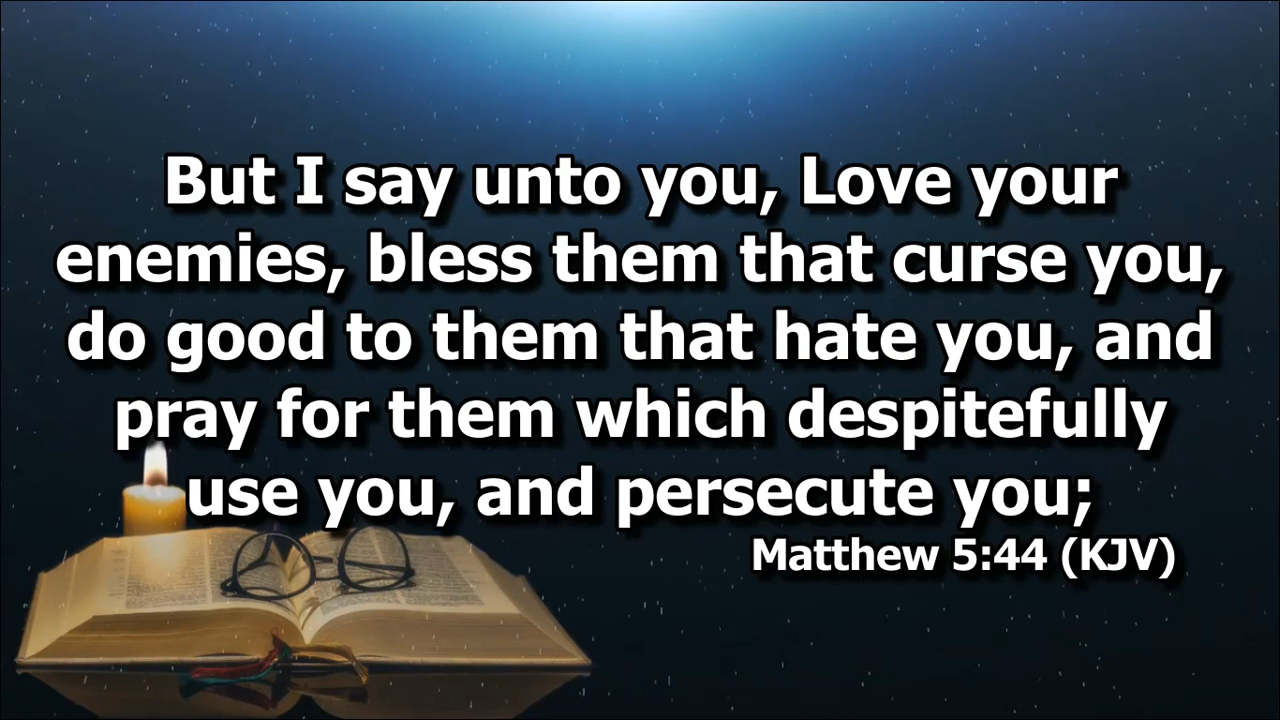 But I say unto you, Love your
enemies, bless them that curse you,
do good to them that hate you, and
pray for them which despitefully
use you, and persecute you;
Matthew 5:44 (KJV)